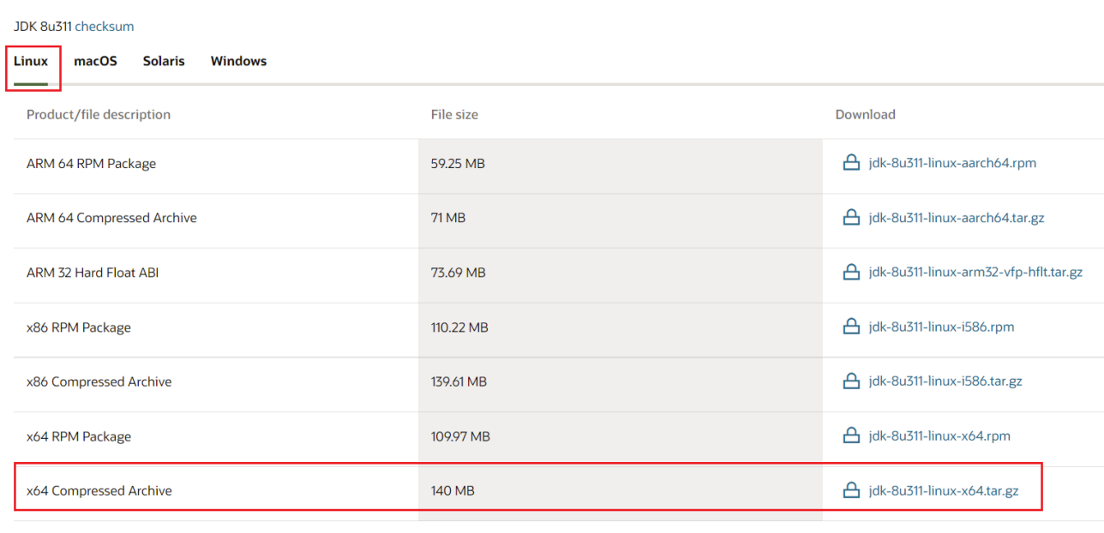 JDK 8u311 checksum
Linux macOS Solaris Windows
Product/file description File size Download
ARM 64 RPM Package 59.25 MB jdk-8u311-linux-aarch64.rpm
ARM 64 Compressed Archive 71 MB jdk-8u311-linux-aarch64.tar.gz
ARM 32 Hard Float ABI 73.69 MB jdk-8u311-linux-arm32-vfp-hflt.tar.gz
x86 RPM Package 110.22 MB jdk-8u311-linux-i586.rpm
x86 Compressed Archive 139.61 MB jdk-8u311-linux-i586.tar.gz
x64 RPM Package 109.97 MB jdk-8u311-linux-x64.rpm
x64 Compressed Archive 140 MB jdk-8u311-linux-x64.tar.gz